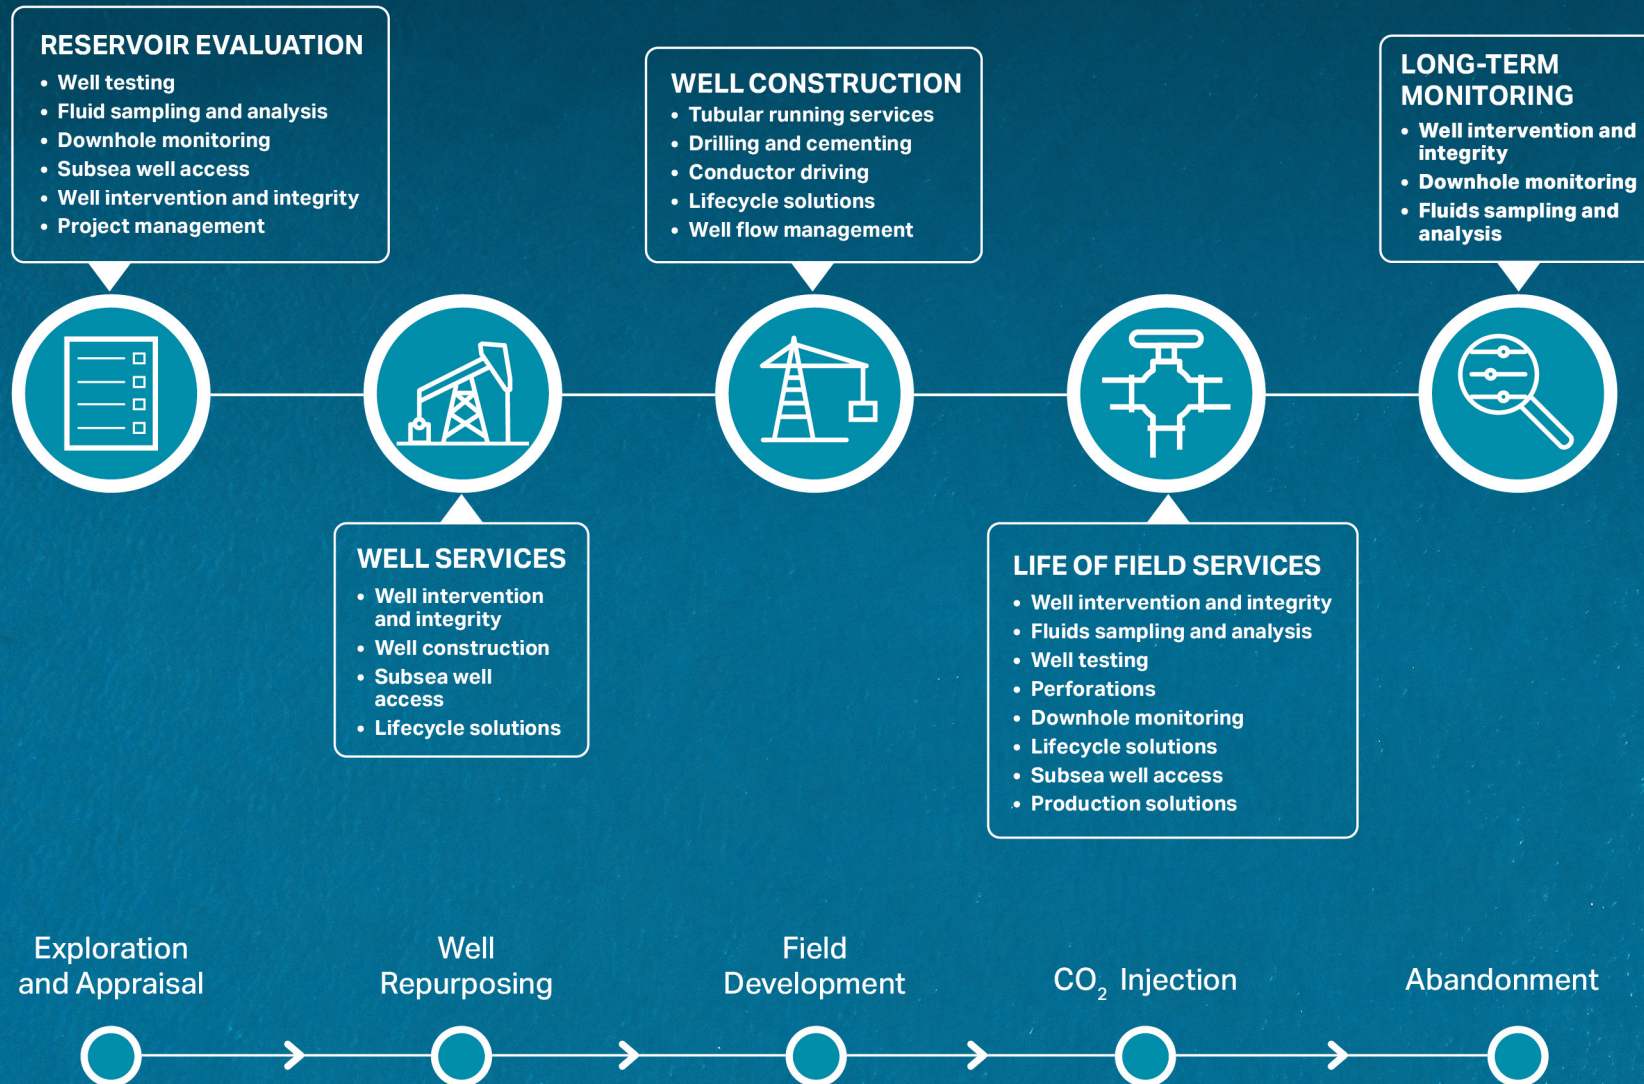 RESERVOIR EVALUATION
• Well testing
• Fluid sampling and analysis
• Downhole monitoring
• Subsea well access
• Well intervention and integrity
• Project management
WELL CONSTRUCTION
• Tubular running services
• Drilling and cementing
• Conductor driving
• Lifecycle solutions
• Well flow management
LONG-TERM
MONITORING
• Well intervention and
integrity
• Downhole monitoring
• Fluids sampling and
analysis
WELL SERVICES
• Well intervention
and integrity
• Well construction
• Subsea well
access
• Lifecycle solutions
LIFE OF FIELD SERVICES
• Well intervention and integrity
• Fluids sampling and analysis
• Well testing
• Perforations
• Downhole monitoring
• Lifecycle solutions
• Subsea well access
• Production solutions
Exploration
and Appraisal
Well
Repurposing
Field
Development
CO₂ Injection
Abandonment